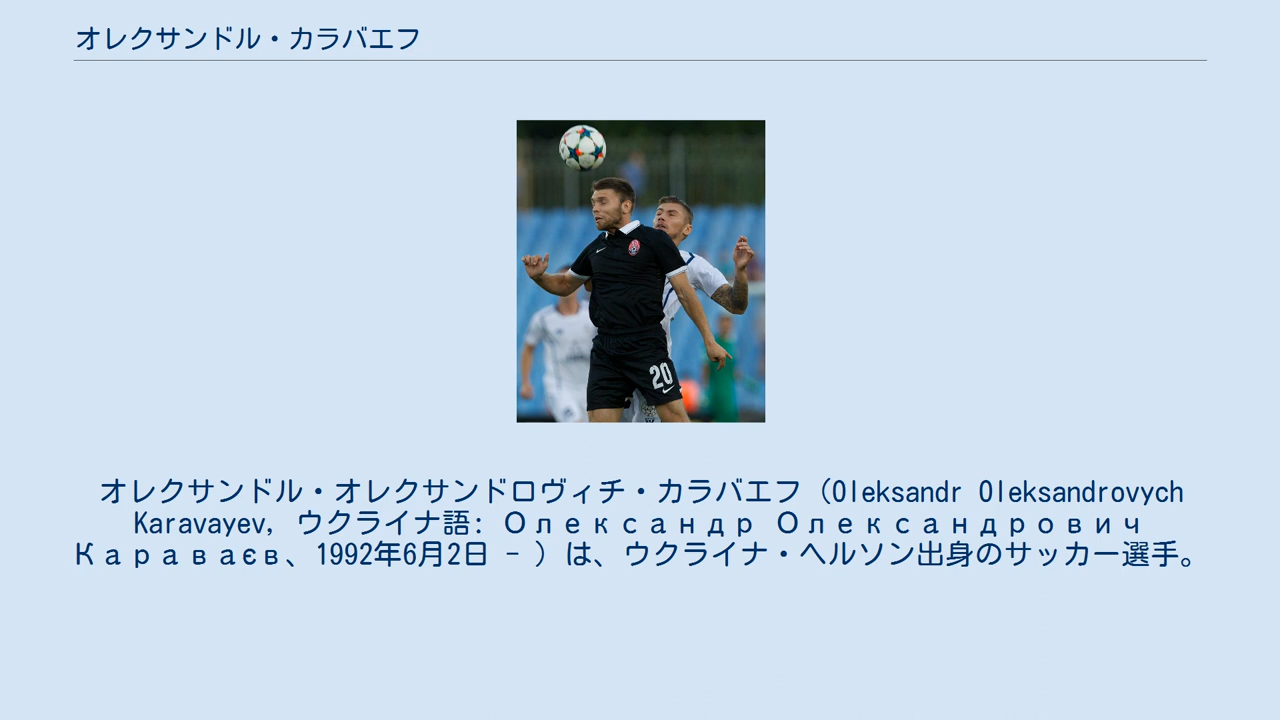 オレクサンドル・カラバエフ
20
オレクサンドル・オレクサンドロヴィチ・カラバエフ（Oleksandr Oleksandrovych
Karavayev, ウクライナ語: Олександр Олександрович
Караваєв、1992年6月2日 - ）は、ウクライナ・ヘルソン出身のサッカー選手。